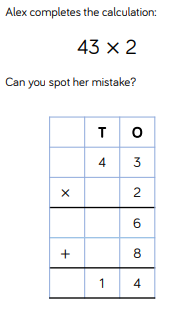 Alex completes the calculation:
43 × 2
Can you spot her mistake?
T O
4 3
× 2
6
+ 8
1 4